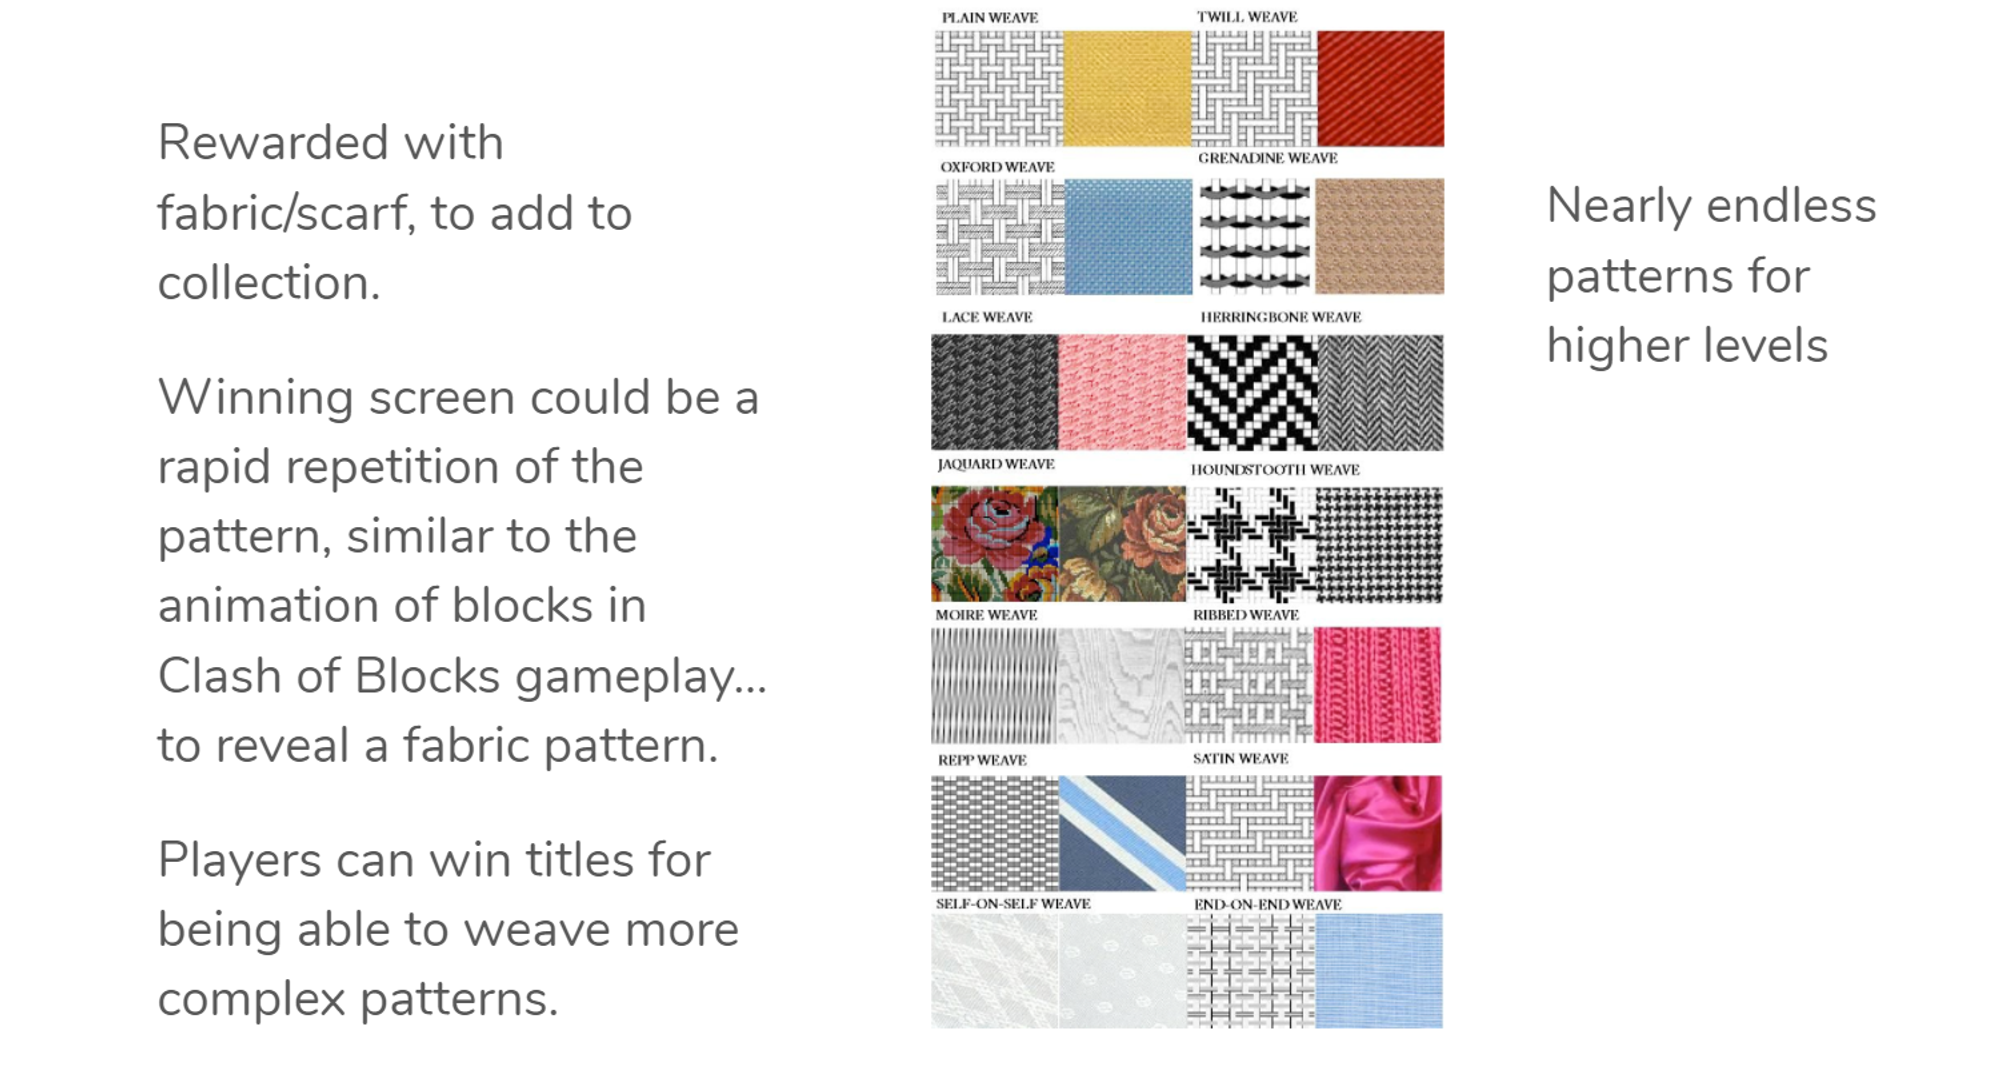 Rewarded with
fabric/scarf, to add to
collection.
Winning screen could be a
rapid repetition of the
pattern, similar to the
animation of blocks in
Clash of Blocks gameplay...
to reveal a fabric pattern.
Players can win titles for
being able to weave more
complex patterns.
PLAIN WEAVE
TWILL WEAVE
OXFORD WEAVE
GRENADINE WEAVE
LACE WEAVE
HERRINGBONE WEAVE
JAQUARD WEAVE
HOUNDSTOOTH WEAVE
MOIRE WEAVE
RIBBED WEAVE
REPP WEAVE
SATIN WEAVE
SELF-ON-SELF WEAVE
END-ON-END WEAVE
Nearly endless
patterns for
higher levels